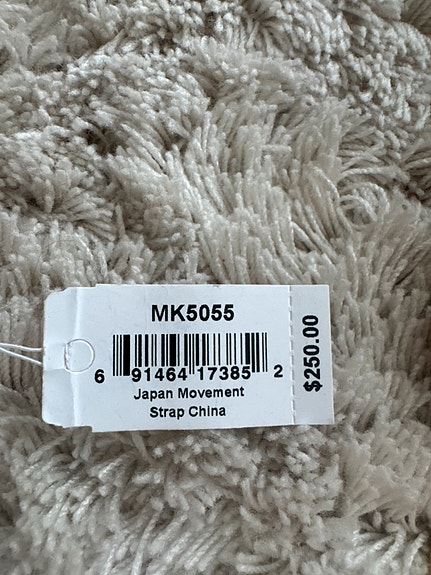 MK5055
6 91464 17385 2
Japan Movement
Strap China
$250.00